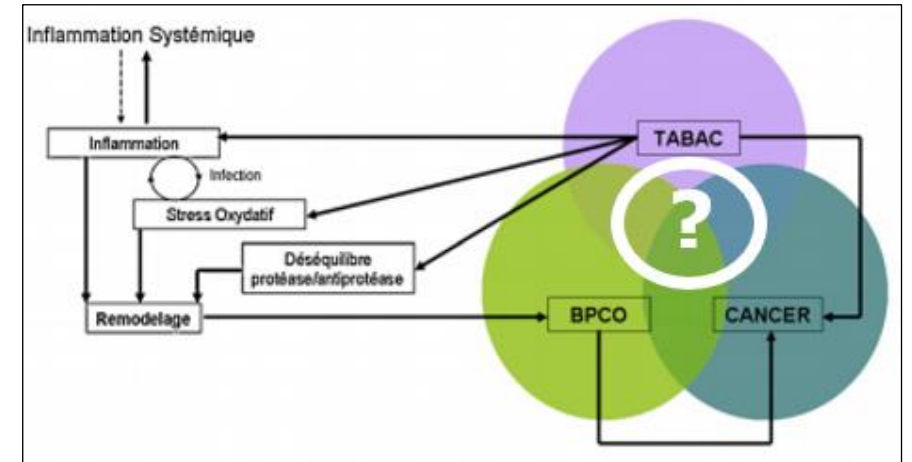 Inflammation Systémique
Inflammation
Infection
Stress Oxydatif
Déséquilibre
protéase/antiprotéase
Remodelage
TABAC
?
BPCO
CANCER